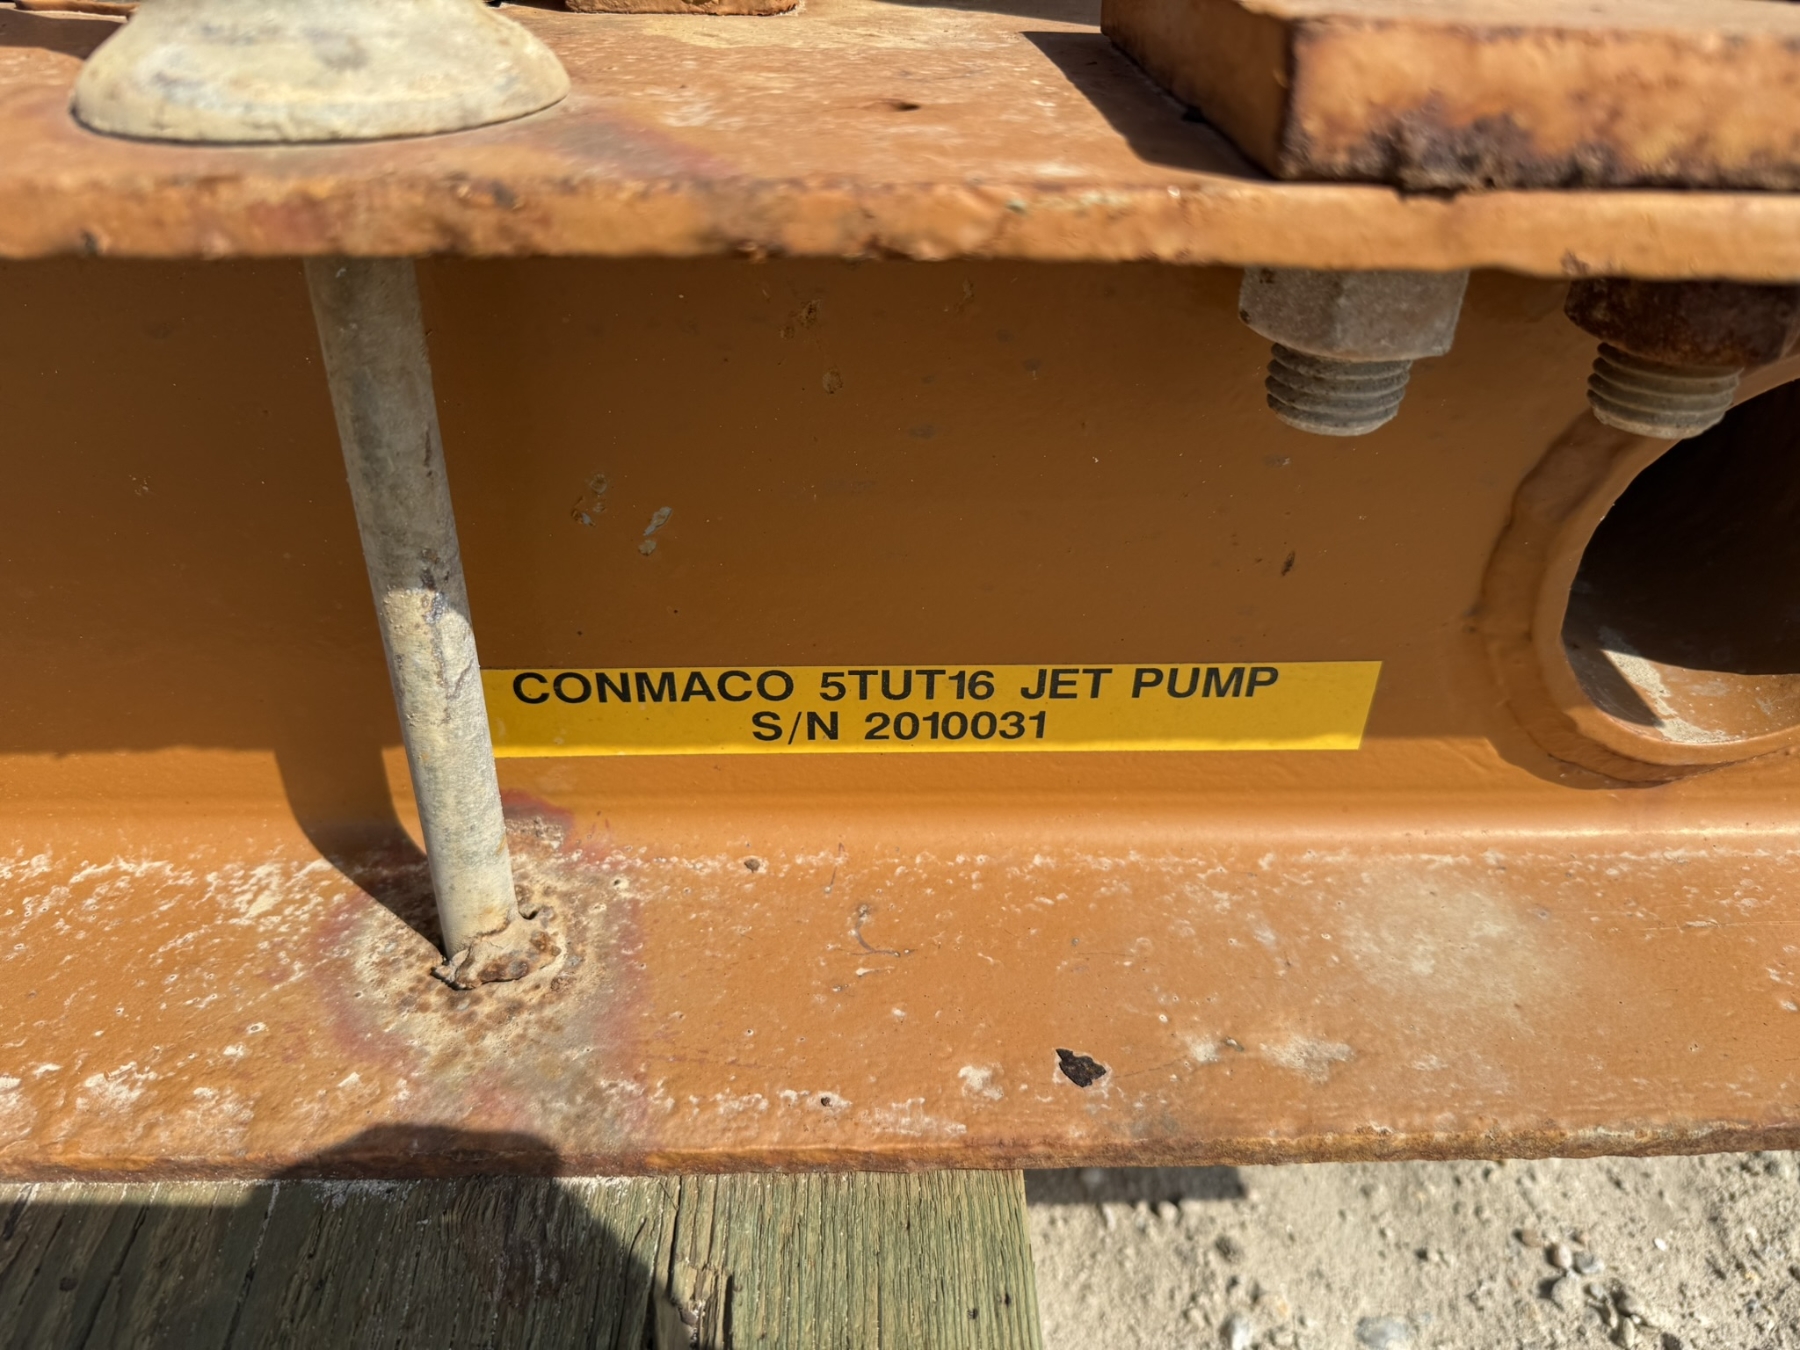 CONMACO 5TUT16 JET PUMP
S/N 2010031